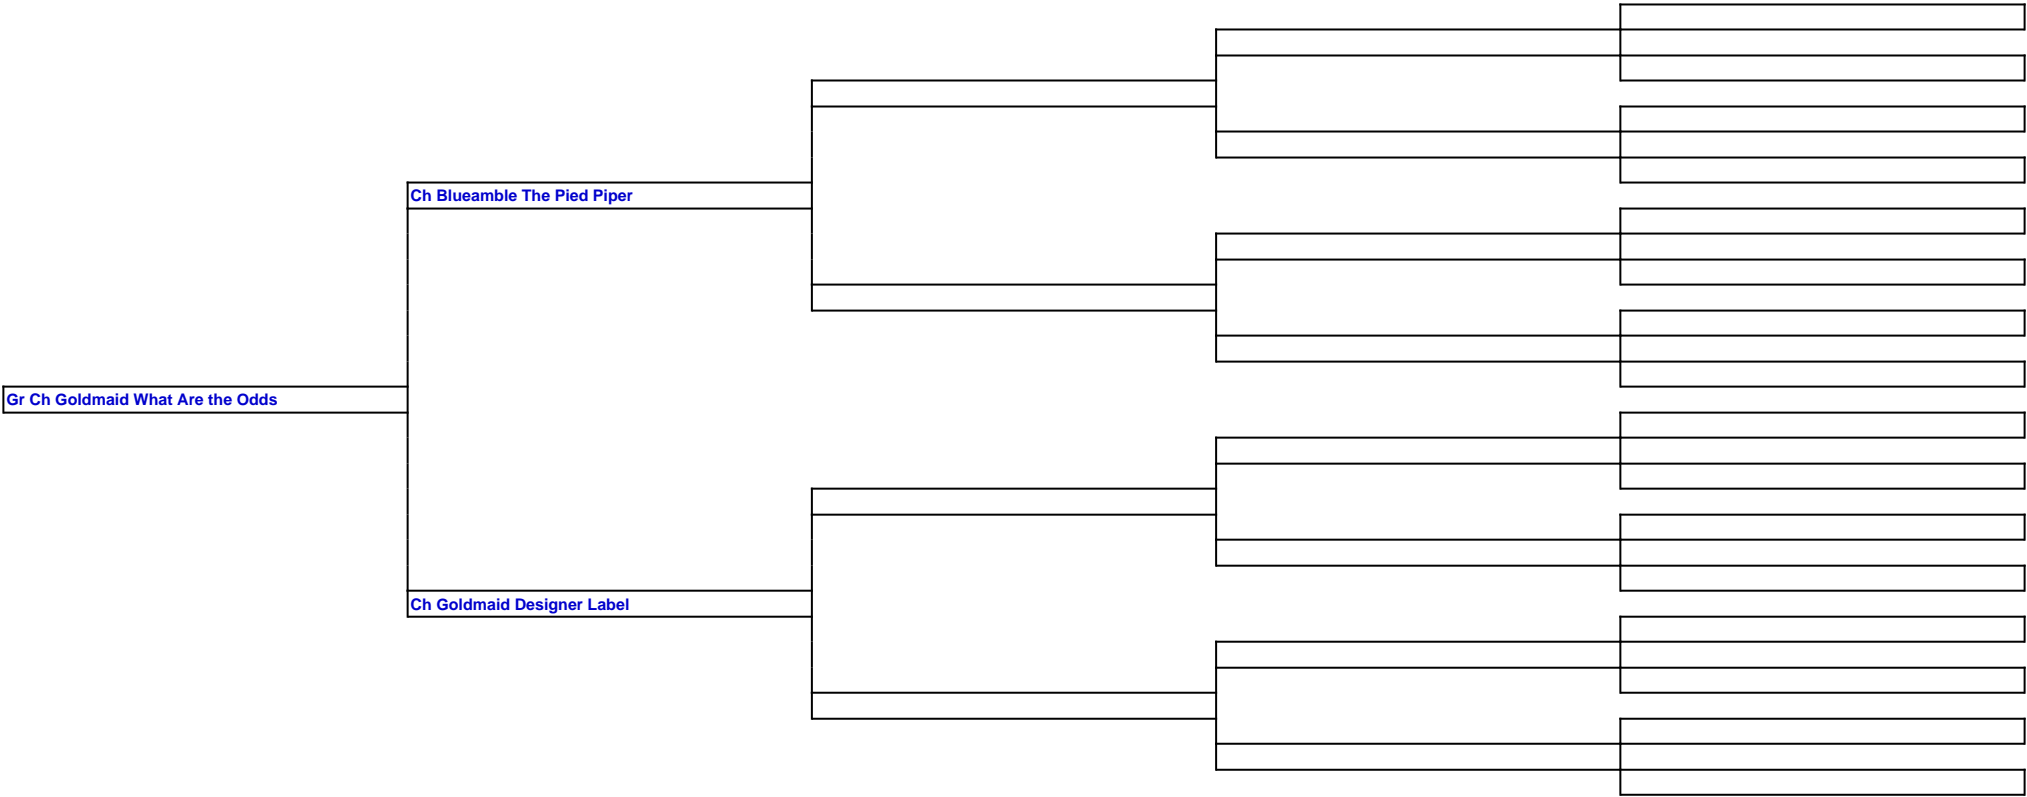 Ch Blueamble The Pied Piper
Gr Ch Goldmaid What Are the Odds
Ch Goldmaid Designer Label